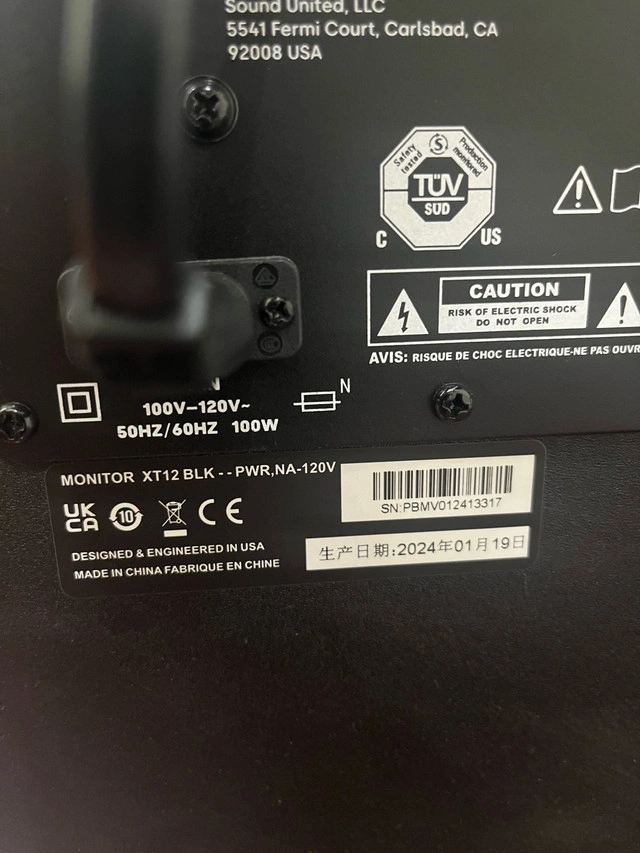 Sound United, LLC
5541 Fermi Court, Carlsbad, CA
92008 USA
Safety tested
Production monitored
TÜV
SÜD
C US
CAUTION
RISK OF ELECTRIC SHOCK
DO NOT OPEN
AVIS: RISQUE DE CHOC ELECTRIQUE-NE PAS OUVR
N
100V–120V~
50HZ/60HZ 100W
N
MONITOR XT12 BLK - - PWR,NA-120V
UK
CA
10
CE
SN:PBMV012413317
DESIGNED & ENGINEERED IN USA
MADE IN CHINA FABRIQUE EN CHINE
生产日期:2024年01月19日